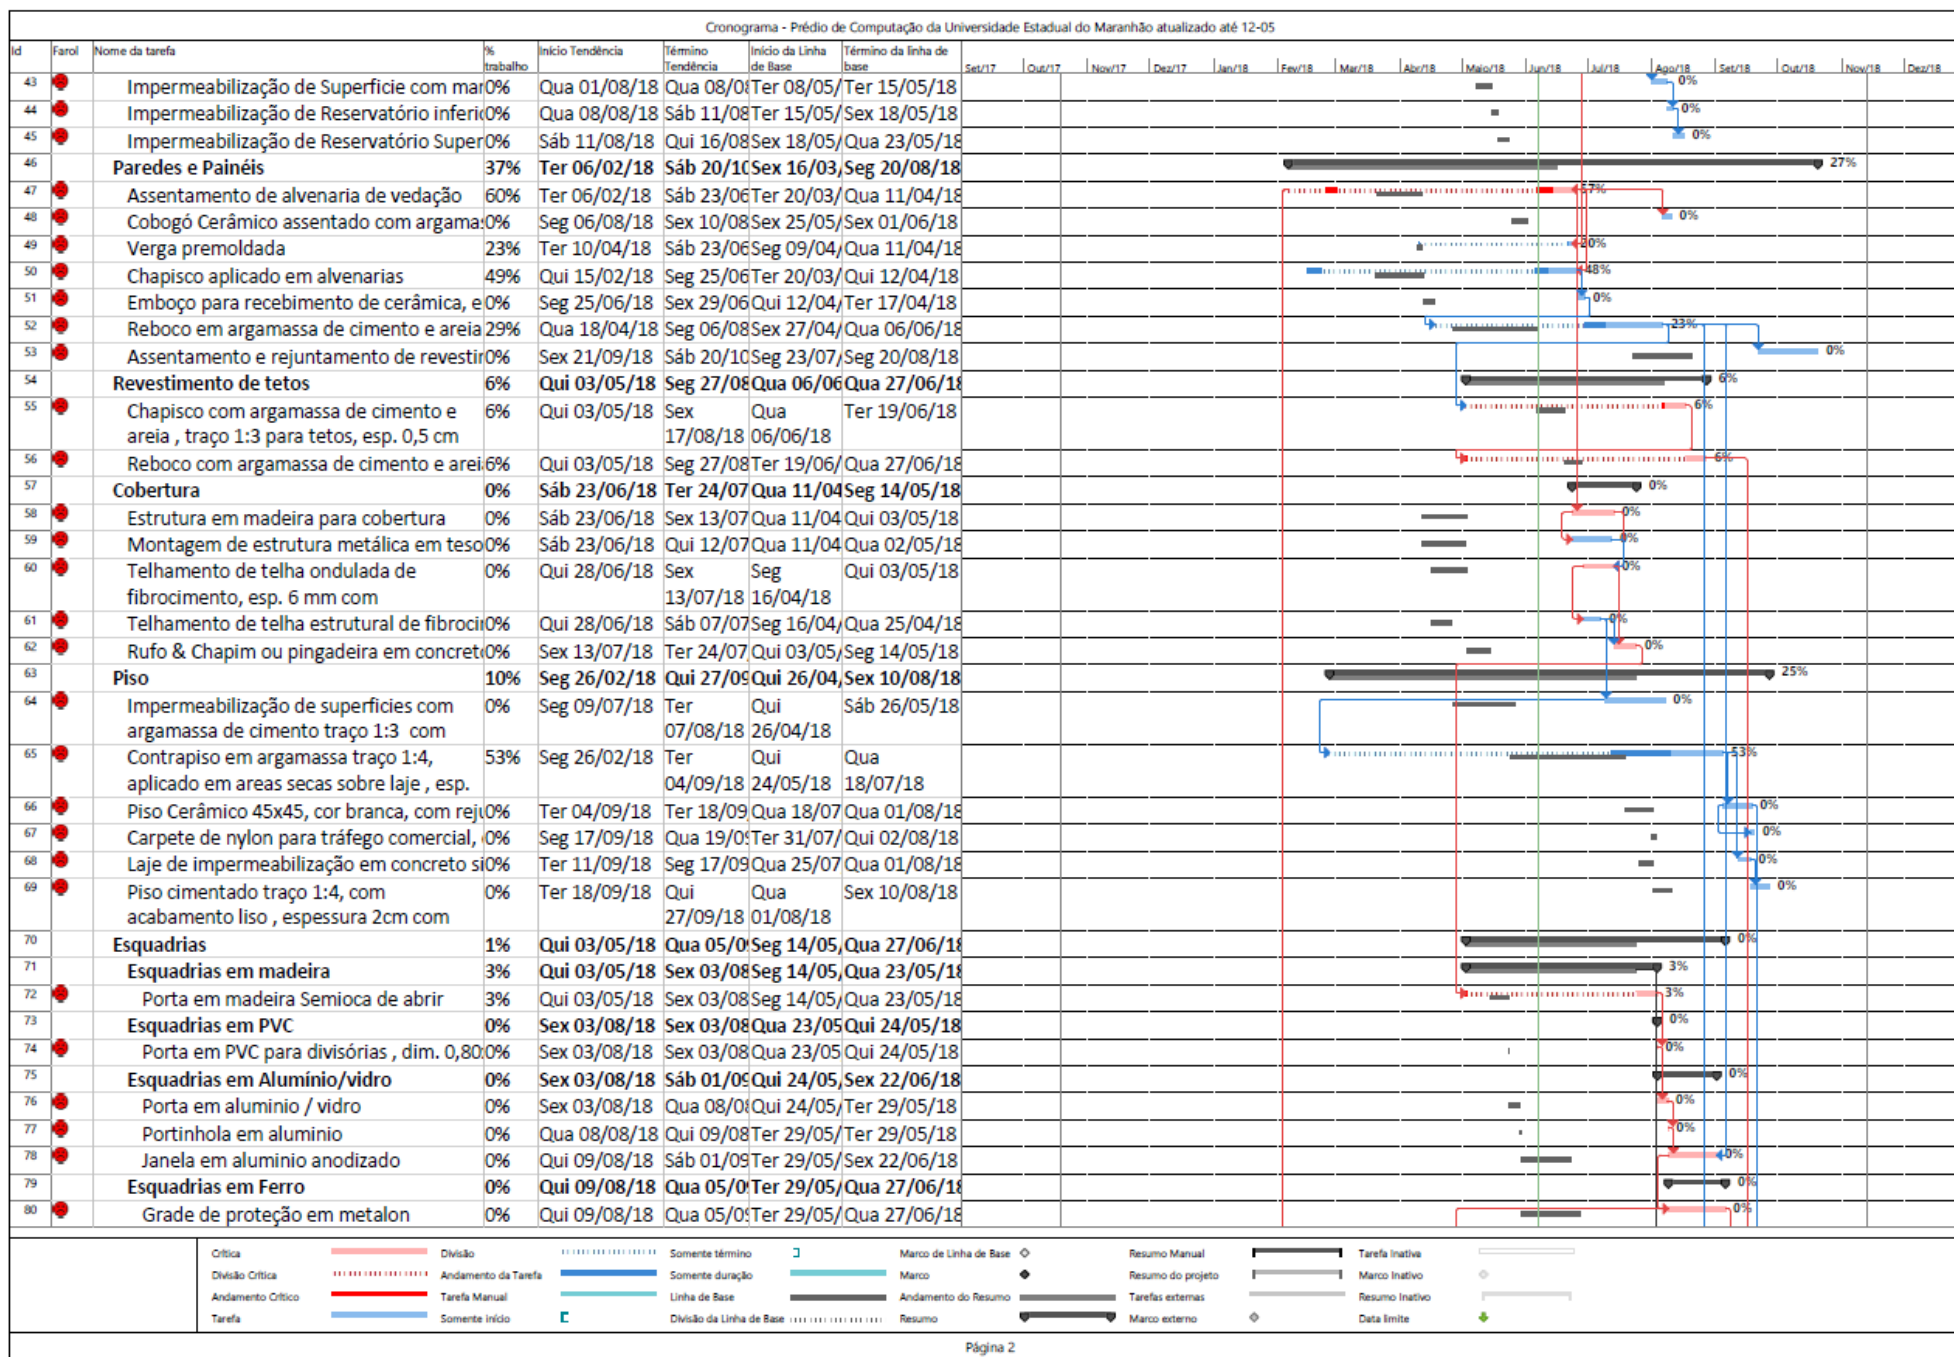 Cronograma - Prédio de Computação da Universidade Estadual do Maranhão atualizado até 12-05
Id Farol Nome da tarefa % trabalho Início Tendência Término Tendência Início da Linha de Base Término da linha de base Set/17 Out/17 Nov/17 Dez/17 Jan/18 Fev/18 Mar/18 Abr/18 Maio/18 Jun/18 Jul/18 Ago/18 Set/18 Out/18 Nov/18 Dez/18
43 Impermeabilização de Superficie com mar 0% Qua 01/08/18 Qua 08/08 Ter 08/05/ Ter 15/05/18 0%
44 Impermeabilização de Reservatório inferio 0% Qua 08/08/18 Sáb 11/08 Ter 15/05/ Sex 18/05/18 0%
45 Impermeabilização de Reservatório Super 0% Sáb 11/08/18 Qui 16/08 Sex 18/05/ Qua 23/05/18 0%
46 Paredes e Painéis 37% Ter 06/02/18 Sáb 20/10 Sex 16/03/ Seg 20/08/18 27%
47 Assentamento de alvenaria de vedação 60% Ter 06/02/18 Sáb 23/06 Ter 20/03/ Qua 11/04/18 57%
48 Cobogó Cerâmico assentado com argamas 0% Seg 06/08/18 Sex 10/08 Sex 25/05/ Sex 01/06/18 0%
49 Verga premoldada 23% Ter 10/04/18 Sáb 23/06 Seg 09/04/ Qua 11/04/18 20%
50 Chapisco aplicado em alvenarias 49% Qui 15/02/18 Seg 25/06 Ter 20/03/ Qui 12/04/18 48%
51 Emboço para recebimento de cerâmica, e 0% Seg 25/06/18 Sex 29/06 Qui 12/04/ Ter 17/04/18 0%
52 Reboco em argamassa de cimento e areia 29% Qua 18/04/18 Seg 06/08 Sex 27/04/ Qua 06/06/18 23%
53 Assentamento e rejuntamento de revestir 0% Sex 21/09/18 Sáb 20/10 Seg 23/07/ Seg 20/08/18 0%
54 Revestimento de tetos 6% Qui 03/05/18 Seg 27/08 Qua 06/06 Qua 27/06/18 6%
55 Chapisco com argamassa de cimento e 6% Qui 03/05/18 Sex Qua Ter 19/06/18 6%
areia , traço 1:3 para tetos, esp. 0,5 cm 17/08/18 06/06/18
56 Reboco com argamassa de cimento e arei 6% Qui 03/05/18 Seg 27/08 Ter 19/06/ Qua 27/06/18 6%
57 Cobertura 0% Sáb 23/06/18 Ter 24/07 Qua 11/04 Seg 14/05/18 0%
58 Estrutura em madeira para cobertura 0% Sáb 23/06/18 Sex 13/07 Qua 11/04 Qui 03/05/18 0%
59 Montagem de estrutura metálica em teso 0% Sáb 23/06/18 Qui 12/07 Qua 11/04 Qua 02/05/18 0%
60 Telhamento de telha ondulada de 0% Qui 28/06/18 Sex Seg Qui 03/05/18 0%
fibrocimento, esp. 6 mm com 13/07/18 16/04/18
61 Telhamento de telha estrutural de fibroci 0% Qui 28/06/18 Sáb 07/07 Seg 16/04/ Qua 25/04/18 0%
62 Rufo & Chapim ou pingadeira em concreto 0% Sex 13/07/18 Ter 24/07 Qui 03/05/ Seg 14/05/18 0%
63 Piso 10% Seg 26/02/18 Qui 27/09 Qui 26/04/ Sex 10/08/18 25%
64 Impermeabilização de superficies com 0% Seg 09/07/18 Ter Qui Sáb 26/05/18 0%
argamassa de cimento traço 1:3 com 07/08/18 26/04/18
65 Contrapiso em argamassa traço 1:4, 53% Seg 26/02/18 Ter Qui Qua 53%
aplicado em areas secas sobre laje , esp. 04/09/18 24/05/18 18/07/18
66 Piso Cerâmico 45x45, cor branca, com reju 0% Ter 04/09/18 Ter 18/09 Qua 18/07 Qua 01/08/18 0%
67 Carpete de nylon para tráfego comercial, 0% Seg 17/09/18 Qua 19/09 Ter 31/07/ Qui 02/08/18 0%
68 Laje de impermeabilização em concreto si 0% Ter 11/09/18 Seg 17/09 Qua 25/07 Qua 01/08/18 0%
69 Piso cimentado traço 1:4, com 0% Ter 18/09/18 Qui Qua Sex 10/08/18 0%
acabamento liso , espessura 2cm com 27/09/18 01/08/18
70 Esquadrias 1% Qui 03/05/18 Qua 05/09 Seg 14/05/ Qua 27/06/18 0%
71 Esquadrias em madeira 3% Qui 03/05/18 Sex 03/08 Seg 14/05/ Qua 23/05/18 3%
72 Porta em madeira Semioca de abrir 3% Qui 03/05/18 Sex 03/08 Seg 14/05/ Qua 23/05/18 3%
73 Esquadrias em PVC 0% Sex 03/08/18 Sex 03/08 Qua 23/05 Qui 24/05/18 0%
74 Porta em PVC para divisórias , dim. 0,80 0% Sex 03/08/18 Sex 03/08 Qua 23/05 Qui 24/05/18 0%
75 Esquadrias em Alumínio/vidro 0% Sex 03/08/18 Sáb 01/09 Qui 24/05/ Sex 22/06/18 0%
76 Porta em aluminio / vidro 0% Sex 03/08/18 Qua 08/08 Qui 24/05/ Ter 29/05/18 0%
77 Portinhola em aluminio 0% Qua 08/08/18 Qui 09/08 Ter 29/05/ Ter 29/05/18 0%
78 Janela em aluminio anodizado 0% Qui 09/08/18 Sáb 01/09 Ter 29/05/ Sex 22/06/18 0%
79 Esquadrias em Ferro 0% Qui 09/08/18 Qua 05/09 Ter 29/05/ Qua 27/06/18 0%
80 Grade de proteção em metalon 0% Qui 09/08/18 Qua 05/09 Ter 29/05/ Qua 27/06/18 0%
Crítica Divisão Somente término Marco de Linha de Base Resumo Manual Tarefa Inativa
Divisão Crítica Andamento da Tarefa Somente duração Marco Resumo do projeto Marco Inativo
Andamento Crítico Tarefa Manual Linha de Base Andamento do Resumo Tarefas externas Resumo Inativo
Tarefa Somente início Divisão da Linha de Base Resumo Marco externo Data limite
Página 2